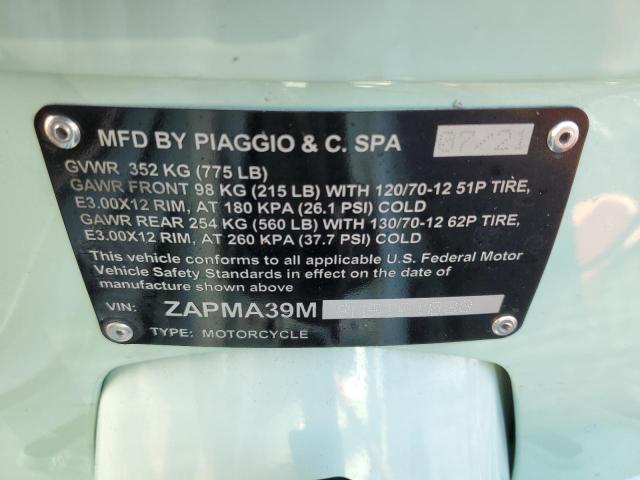 MFD BY PIAGGIO & C. SPA 07/21
GVWR 352 KG (775 LB)
GAWR FRONT 98 KG (215 LB) WITH 120/70-12 51P TIRE,
E3.00X12 RIM, AT 180 KPA (26.1 PSI) COLD
GAWR REAR 254 KG (560 LB) WITH 130/70-12 62P TIRE,
E3.00X12 RIM, AT 260 KPA (37.7 PSI) COLD
This vehicle conforms to all applicable U.S. Federal Motor
Vehicle Safety Standards in effect on the date of
manufacture shown above
VIN: ZAPMA39M
TYPE: MOTORCYCLE